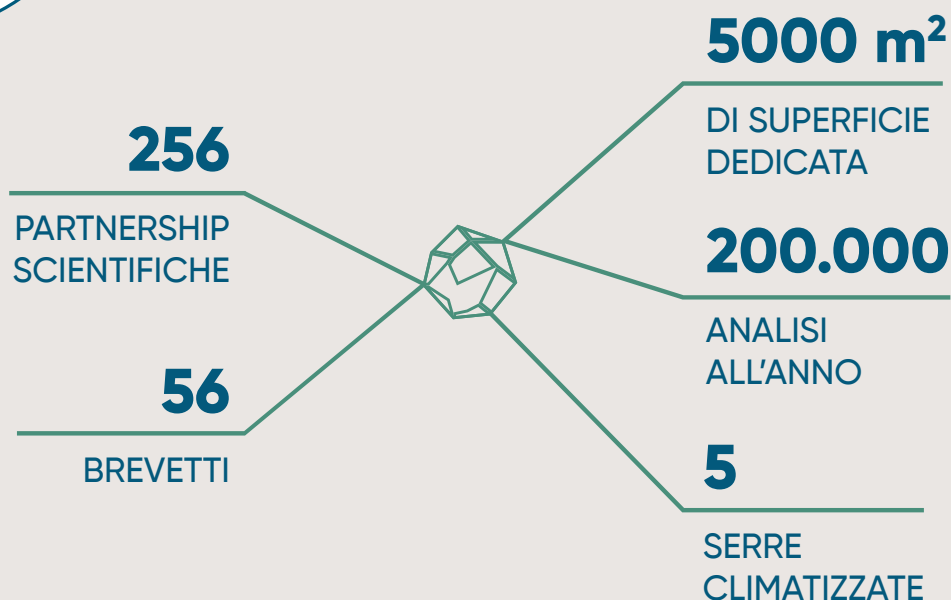 256
PARTNERSHIP
SCIENTIFICHE
56
BREVETTI
5000 m²
DI SUPERFICIE
DEDICATA
200.000
ANALISI
ALL'ANNO
5
SERRE
CLIMATIZZATE